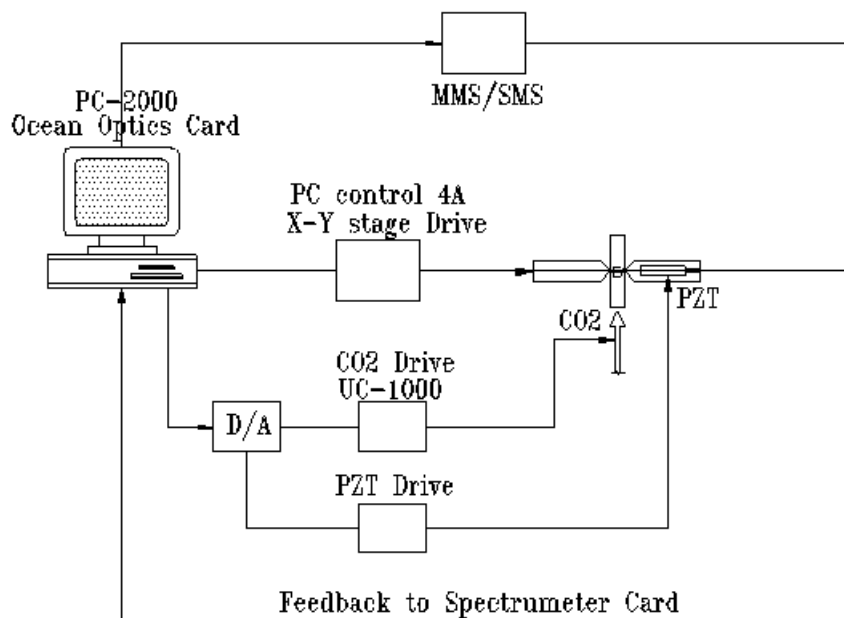 MMS/SMS
PC-2000
Ocean Optics Card
PC control 4A
X-Y stage Drive
PZT
CO2
CO2 Drive
UC-1000
D/A
PZT Drive
Feedback to Spectrumeter Card